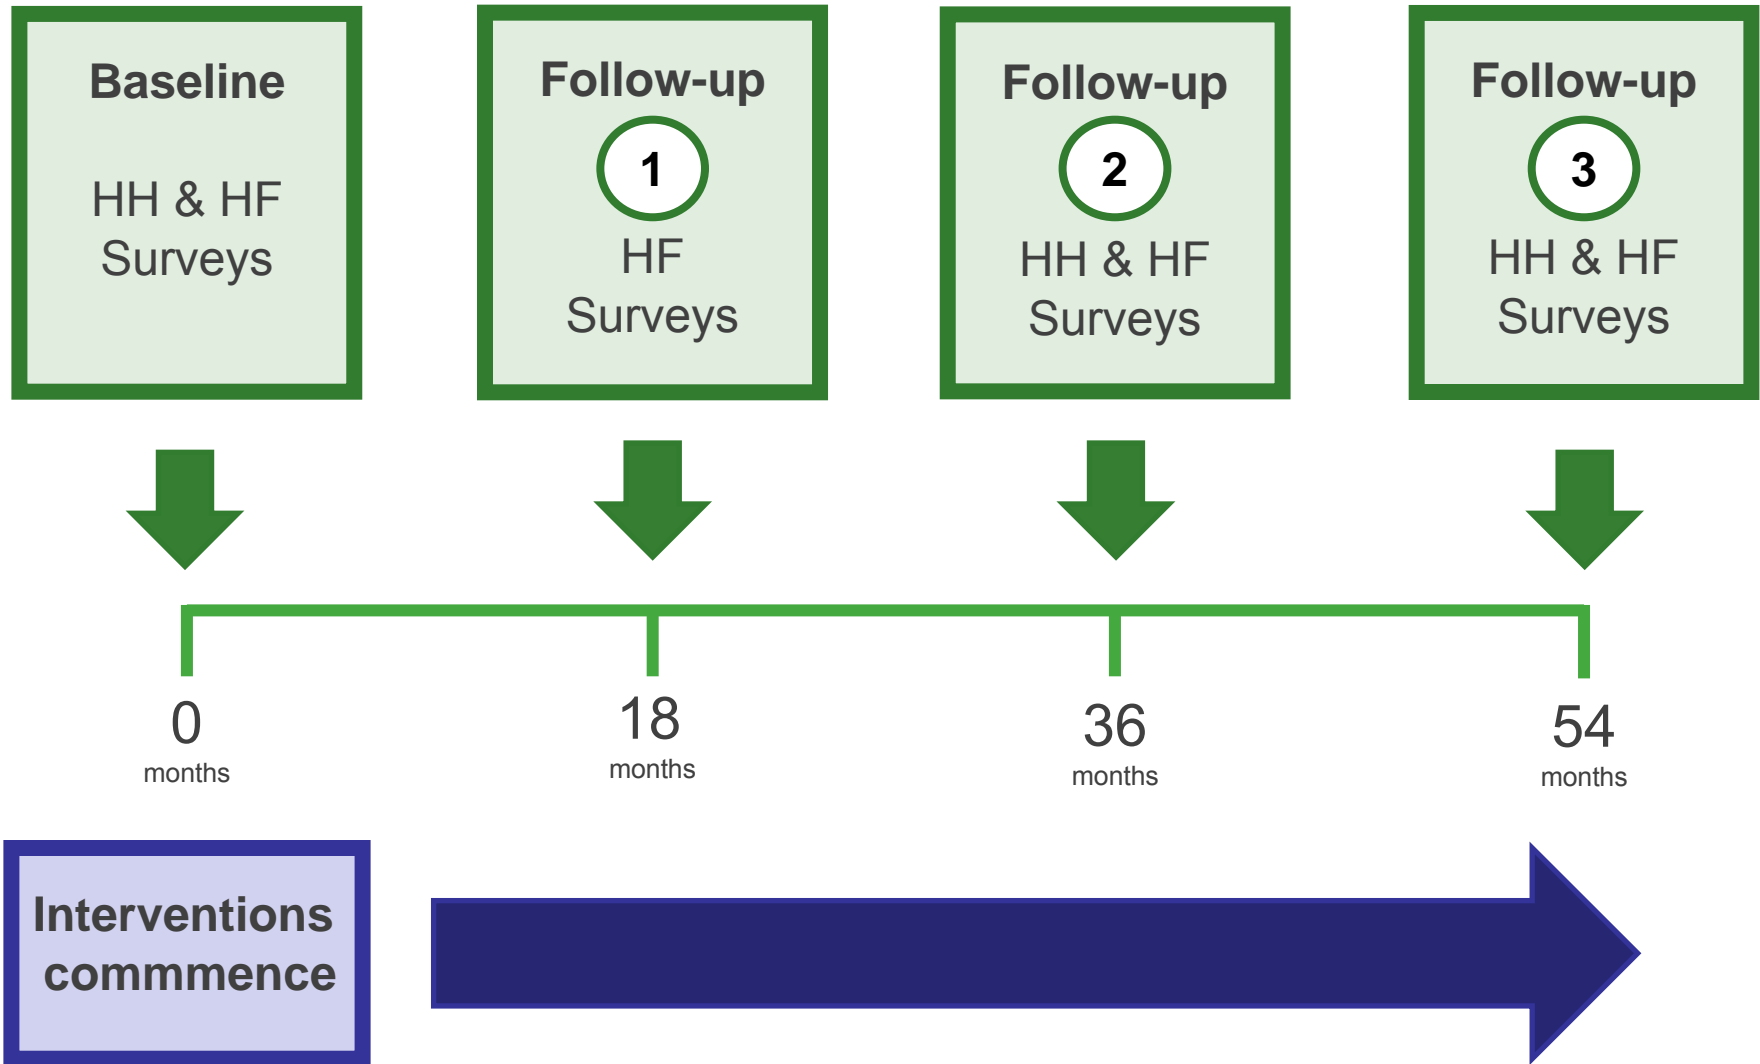 Baseline
HH & HF
Surveys
Follow-up
1
HF
Surveys
Follow-up
2
HH & HF
Surveys
Follow-up
3
HH & HF
Surveys
0
months
18
months
36
months
54
months
Interventions
commmence